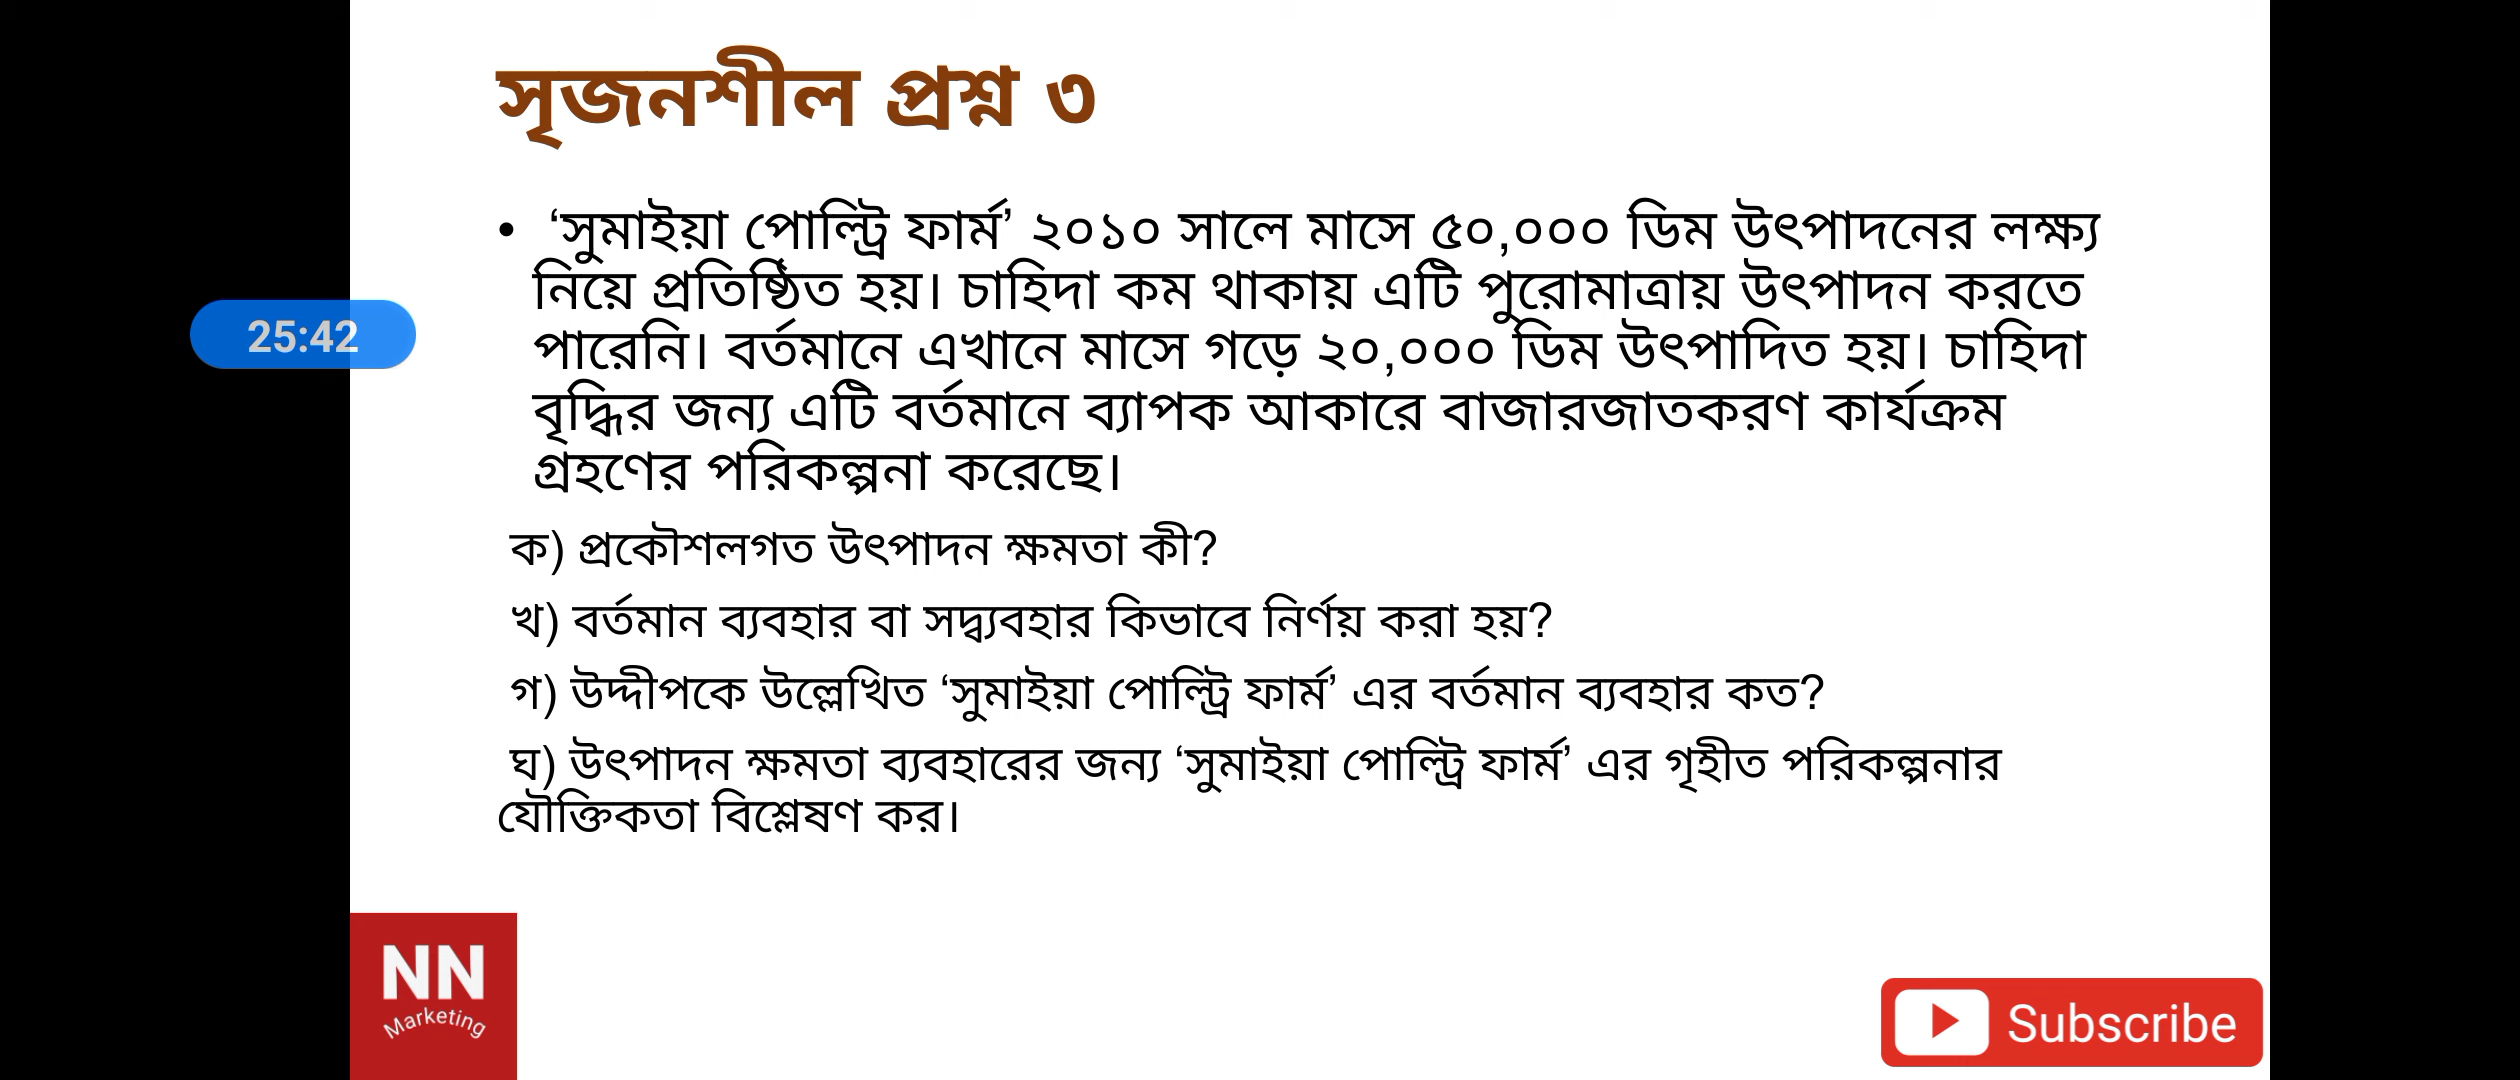 সৃজনশীল প্রশ্ন ৩
• ‘সুমাইয়া পোল্ট্রি ফার্ম’ ২০১০ সালে মাসে ৫০,০০০ ডিম উৎপাদনের লক্ষ্য
নিয়ে প্রতিষ্ঠিত হয়। চাহিদা কম থাকায় এটি পুরোমাত্রায় উৎপাদন করতে
পারেনি। বর্তমানে এখানে মাসে গড়ে ২০,০০০ ডিম উৎপাদিত হয়। চাহিদা
বৃদ্ধির জন্য এটি বর্তমানে ব্যাপক আকারে বাজারজাতকরণ কার্যক্রম
গ্রহণের পরিকল্পনা করেছে।
25:42
ক) প্রকৌশলগত উৎপাদন ক্ষমতা কী?
খ) বর্তমান ব্যবহার বা সদ্ব্যবহার কিভাবে নির্ণয় করা হয়?
গ) উদ্দীপকে উল্লেখিত ‘সুমাইয়া পোল্ট্রি ফার্ম’ এর বর্তমান ব্যবহার কত?
ঘ) উৎপাদন ক্ষমতা ব্যবহারের জন্য ‘সুমাইয়া পোল্ট্রি ফার্ম’ এর গৃহীত পরিকল্পনার
যৌক্তিকতা বিশ্লেষণ কর।
NN
Marketing
Subscribe